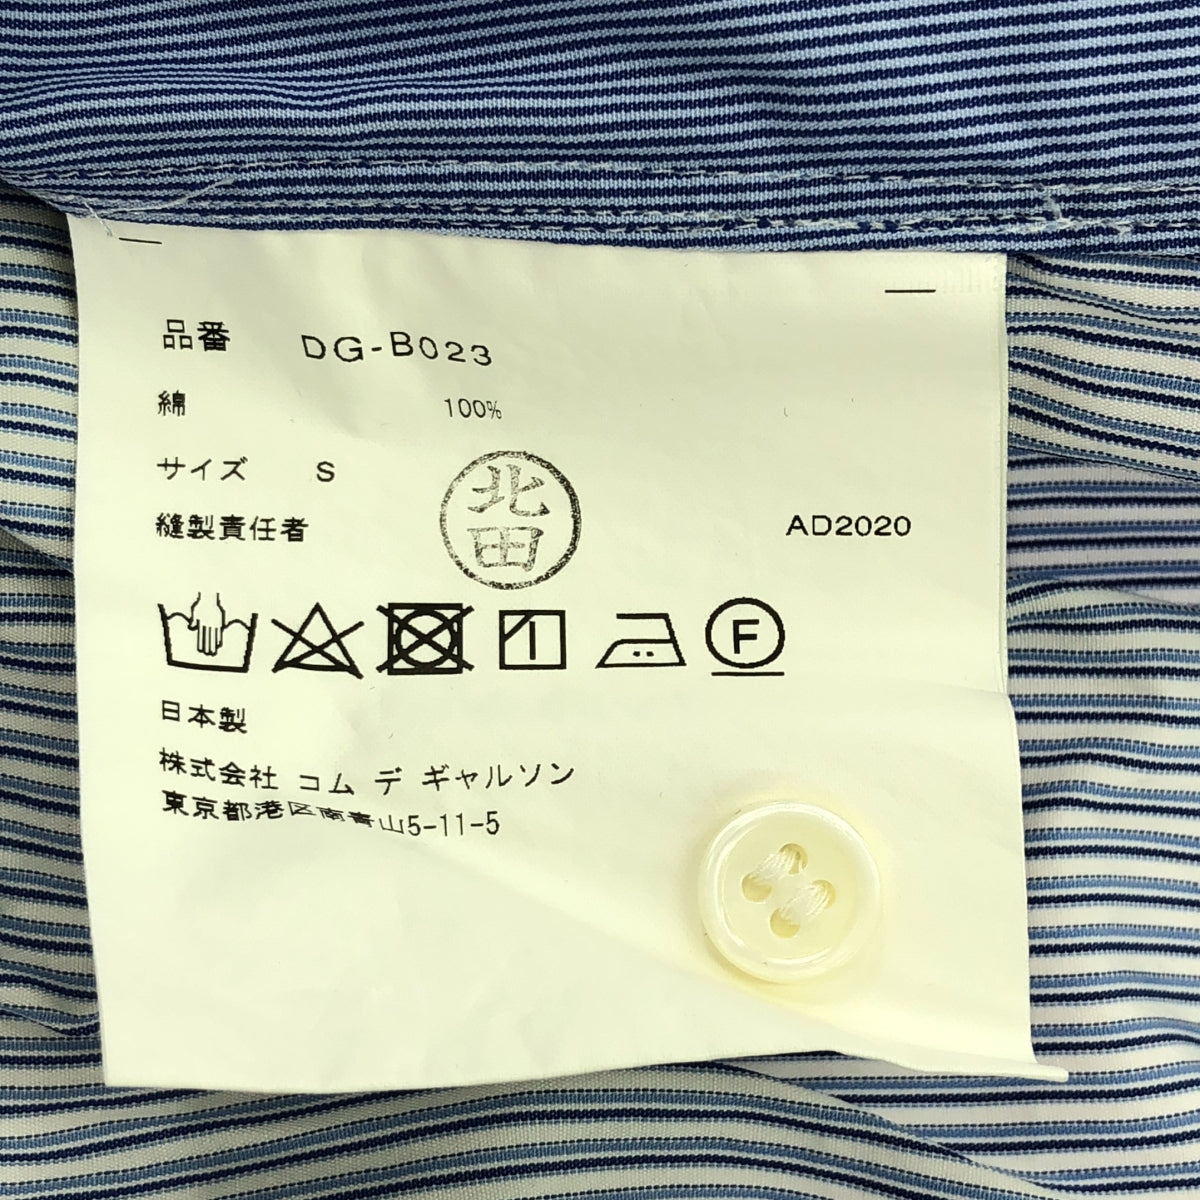 品番 DG-B023
綿 100%
サイズ S
縫製責任者 北田 AD2020
F
日本製
株式会社 コム デ ギャルソン
東京都港区南青山5-11-5